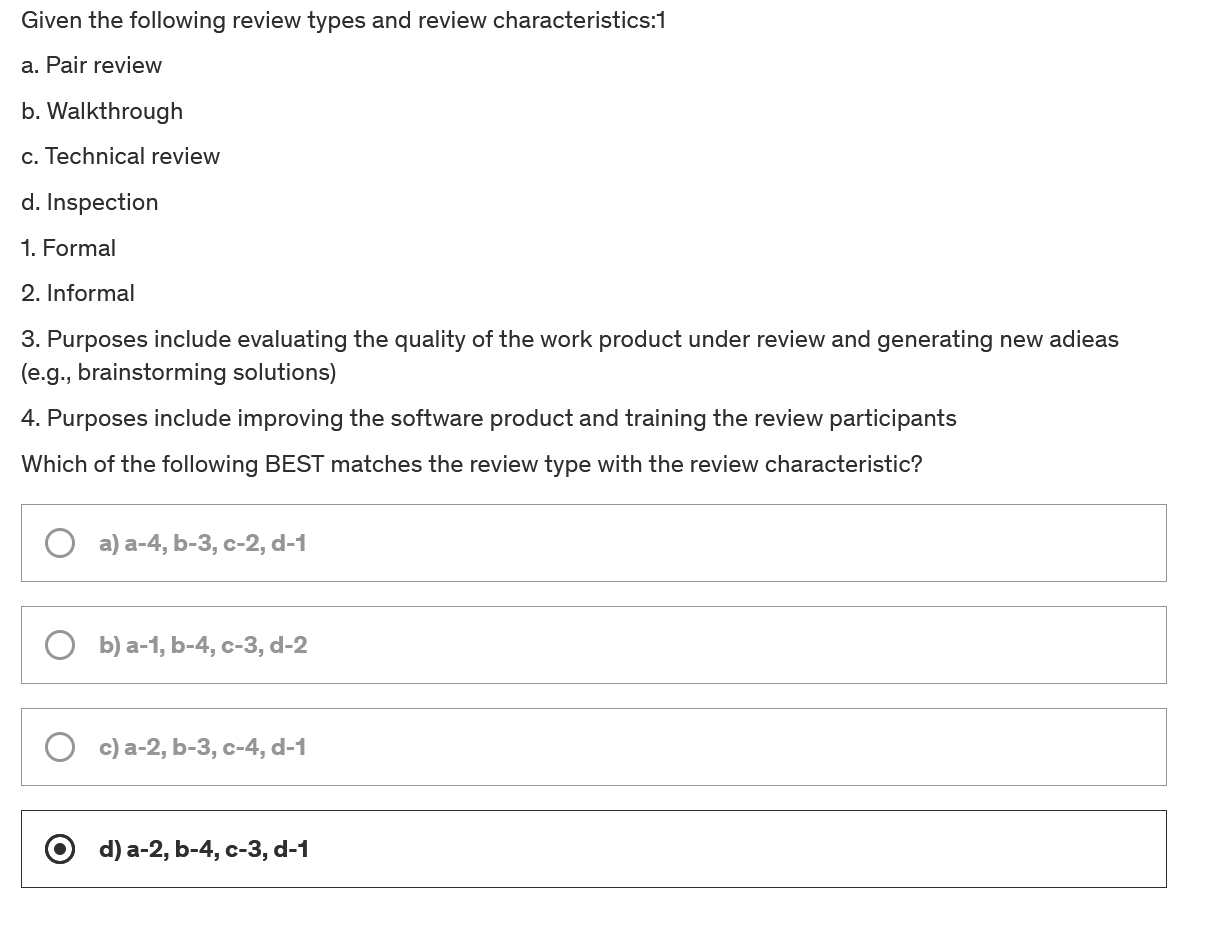 Given the following review types and review characteristics:1
a. Pair review
b. Walkthrough
c. Technical review
d. Inspection
1. Formal
2. Informal
3. Purposes include evaluating the quality of the work product under review and generating new adieas
(e.g., brainstorming solutions)
4. Purposes include improving the software product and training the review participants
Which of the following BEST matches the review type with the review characteristic?
a) a-4, b-3, c-2, d-1
b) a-1, b-4, c-3, d-2
c) a-2, b-3, c-4, d-1
d) a-2, b-4, c-3, d-1